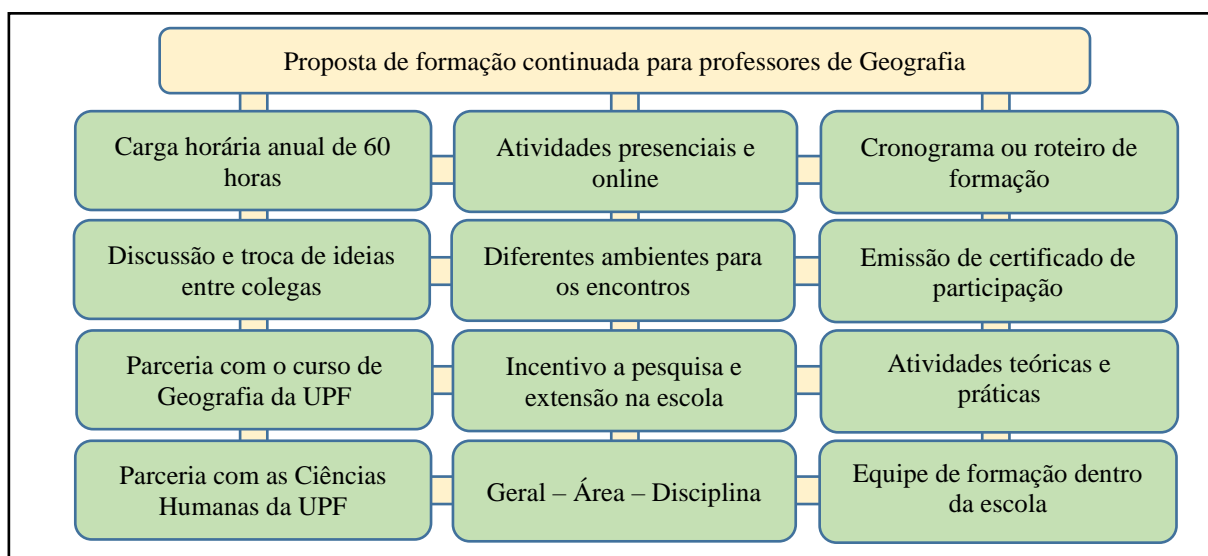 Proposta de formação continuada para professores de Geografia
Carga horária anual de 60
horas
Atividades presenciais e
online
Cronograma ou roteiro de
formação
Discussão e troca de ideias
entre colegas
Diferentes ambientes para
os encontros
Emissão de certificado de
participação
Parceria com o curso de
Geografia da UPF
Incentivo a pesquisa e
extensão na escola
Atividades teóricas e
práticas
Parceria com as Ciências
Humanas da UPF
Geral – Área – Disciplina
Equipe de formação dentro
da escola